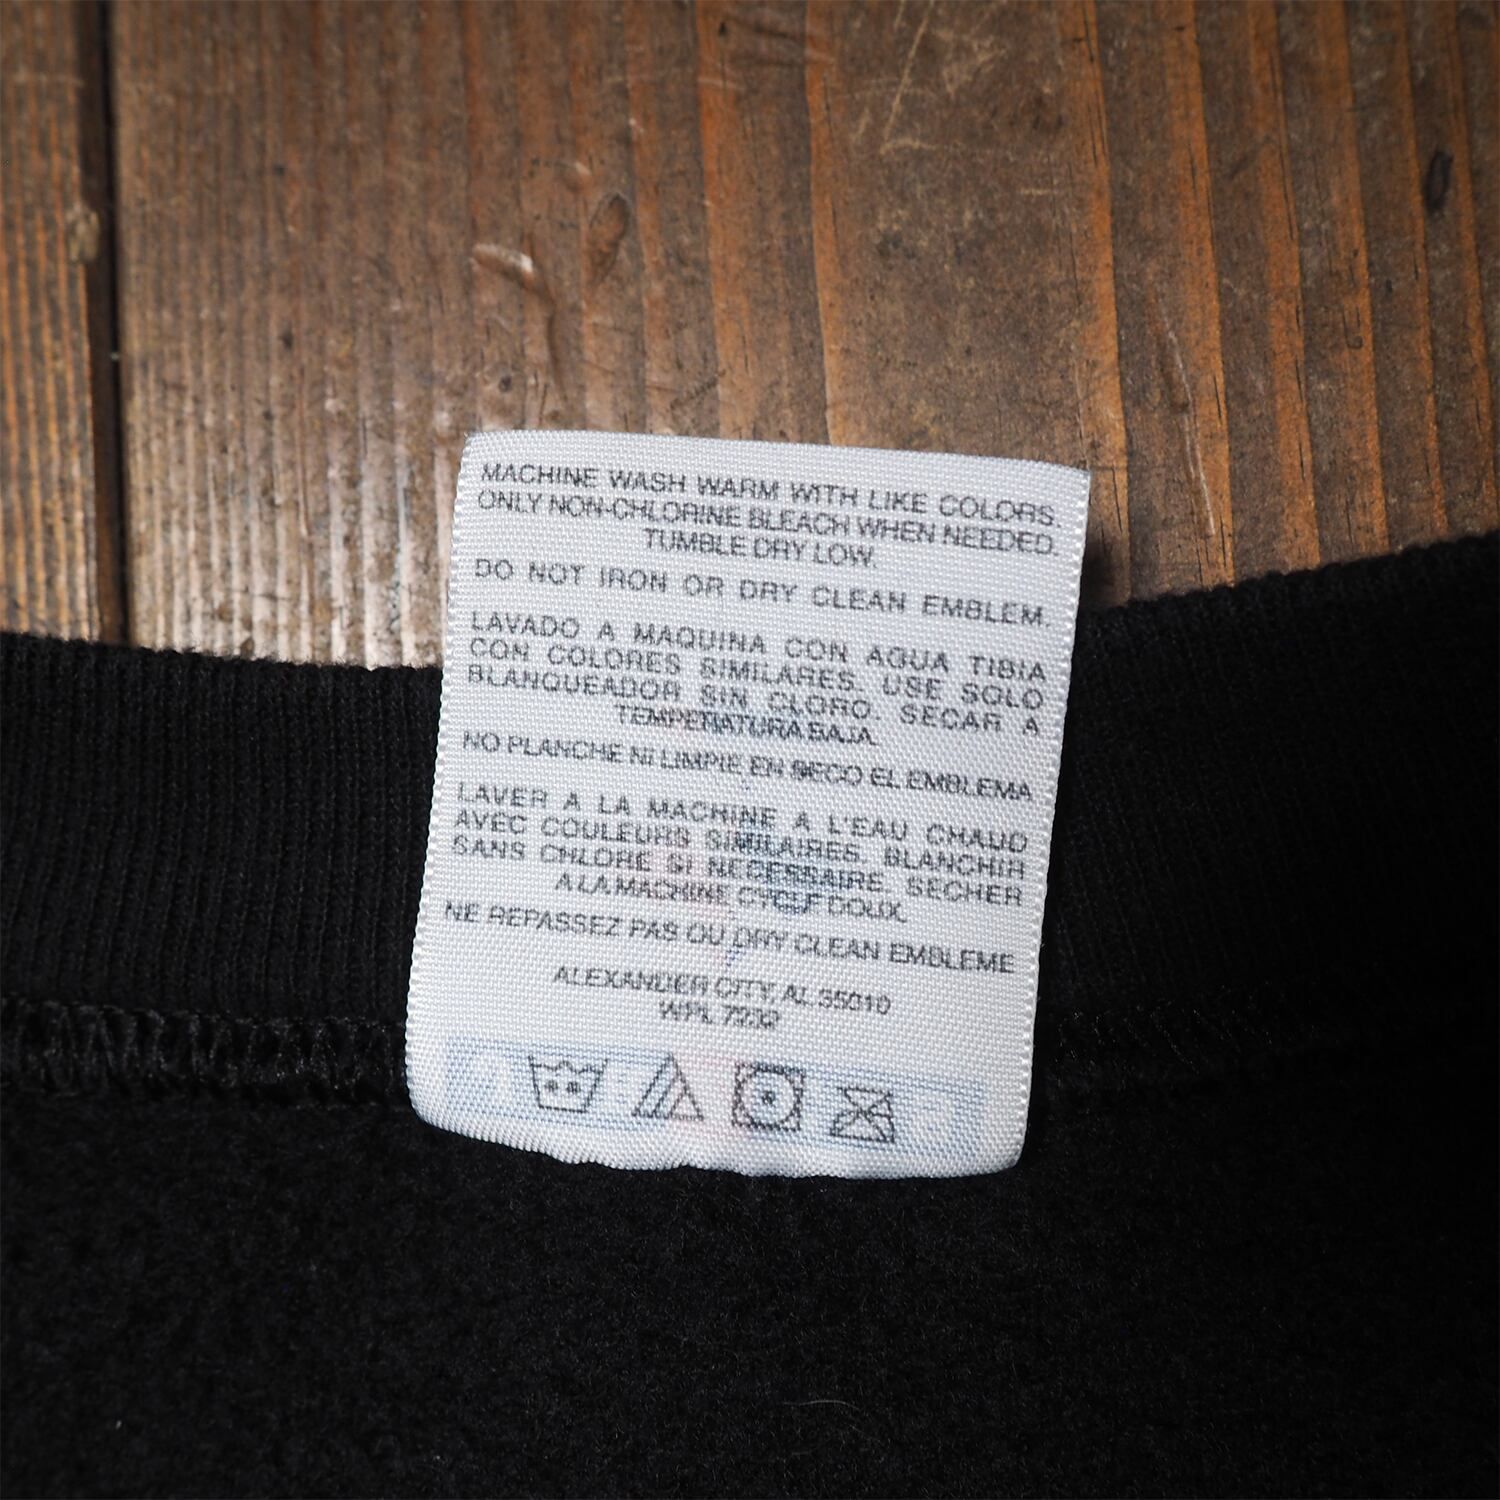 MACHINE WASH WARM WITH LIKE COLORS.
ONLY NON-CHLORINE BLEACH WHEN NEEDED.
TUMBLE DRY LOW.
DO NOT IRON OR DRY CLEAN EMBLEM.
LAVADO A MAQUINA CON AGUA TIBIA
CON COLORES SIMILARES. USE SOLO
BLANQUEADOR SIN CLORO. SECAR A
TEMPERATURA BAJA.
NO PLANCHE NI LIMPIE EN SECO EL EMBLEMA
LAVER A LA MACHINE A L'EAU CHAUD
AVEC COULEURS SIMILAIRES. BLANCHIR
SANS CHLORE SI NECESSAIRE. SECHER
A LA MACHINE CYCLE DOUX.
NE REPASSEZ PAS OU DRY CLEAN EMBLEME
ALEXANDER CITY, AL 35010
WPL 7232